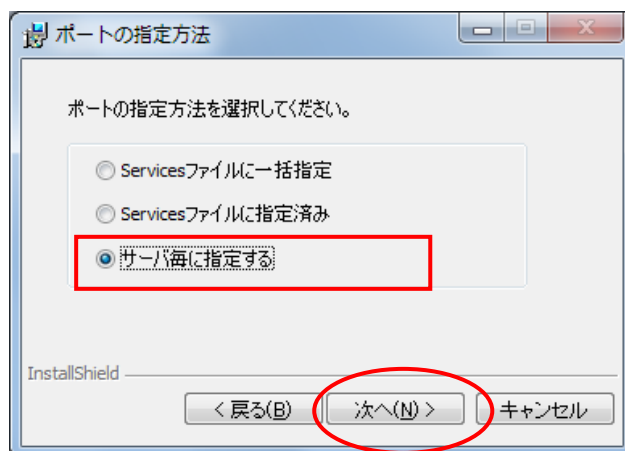 ポートの指定方法
ポートの指定方法を選択してください。
Servicesファイルに一括指定
Servicesファイルに指定済み
サーバ毎に指定する
InstallShield
< 戻る(B) 次へ(N) > キャンセル